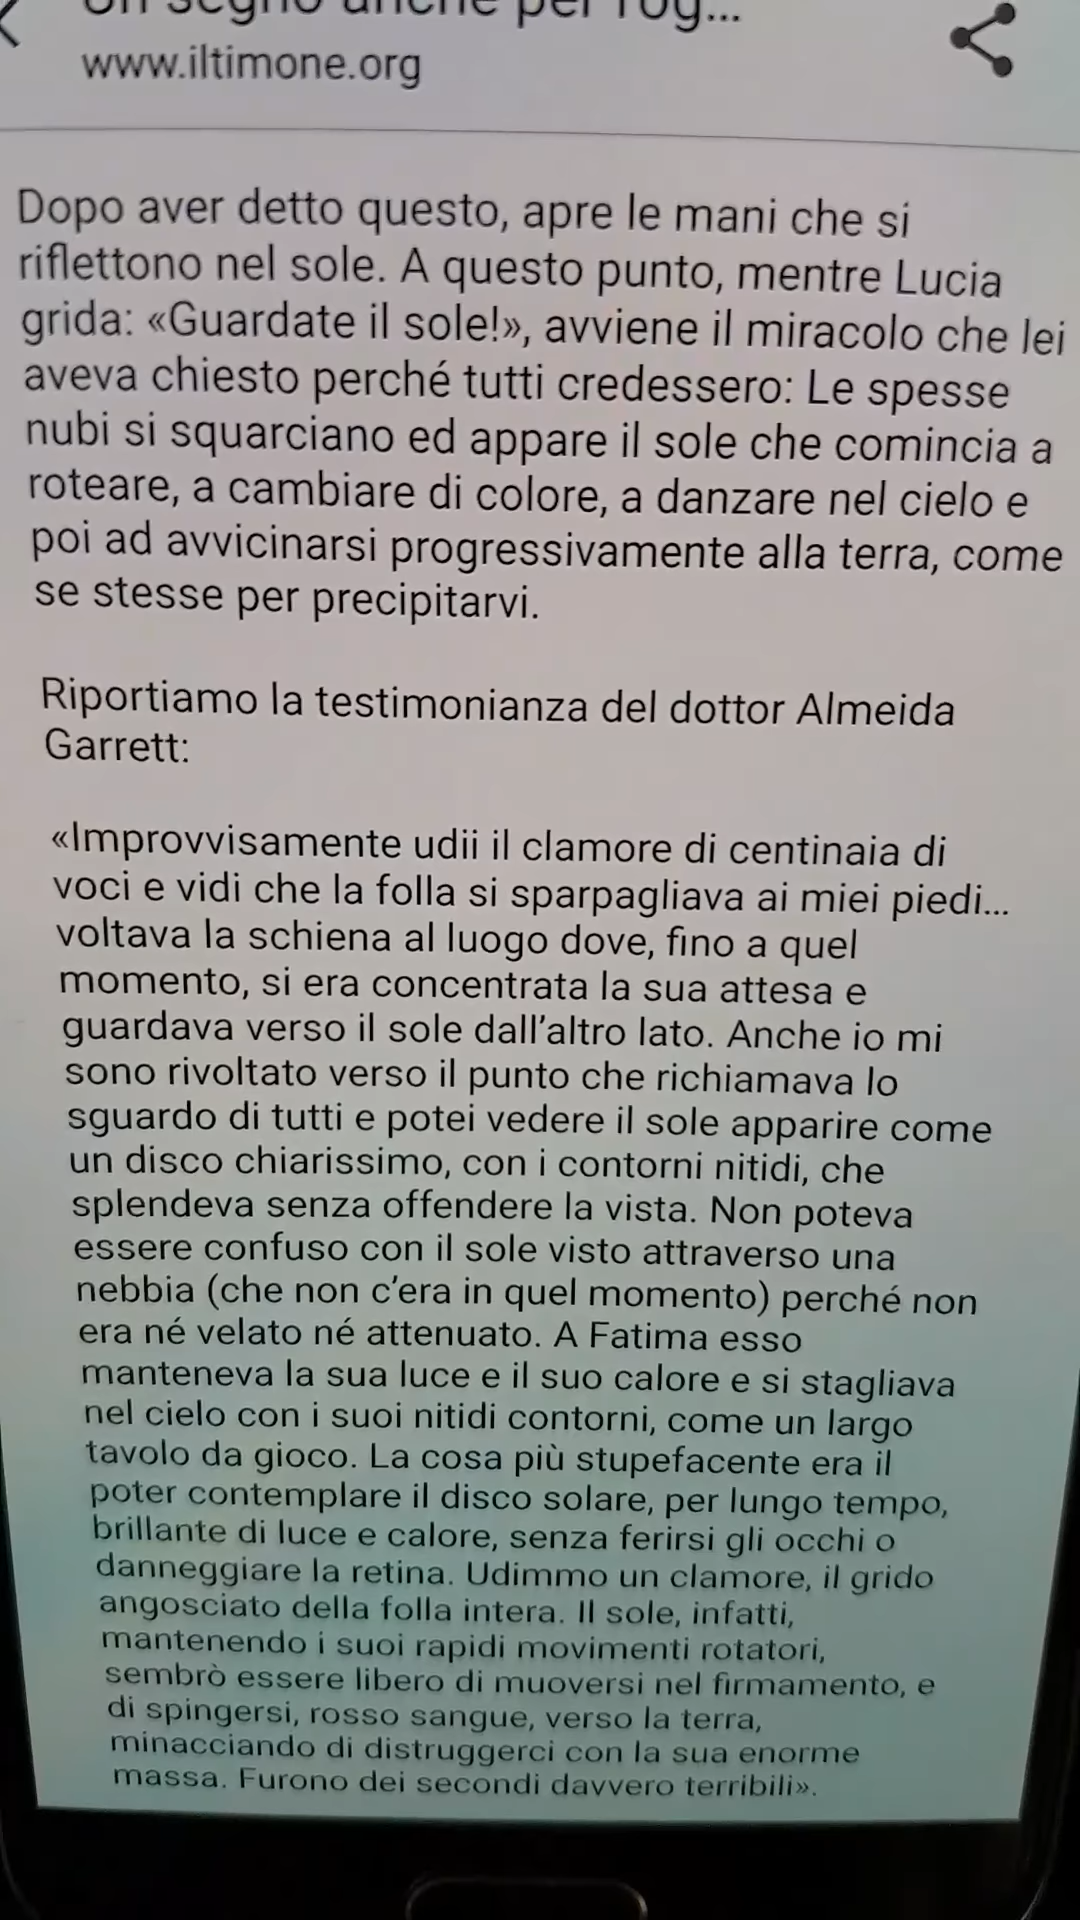 Un segno anche per l'og...
www.iltimone.org
Dopo aver detto questo, apre le mani che si
riflettono nel sole. A questo punto, mentre Lucia
grida: «Guardate il sole!», avviene il miracolo che lei
aveva chiesto perché tutti credessero: Le spesse
nubi si squarciano ed appare il sole che comincia a
roteare, a cambiare di colore, a danzare nel cielo e
poi ad avvicinarsi progressivamente alla terra, come
se stesse per precipitarvi.
Riportiamo la testimonianza del dottor Almeida
Garrett:
«Improvvisamente udii il clamore di centinaia di
voci e vidi che la folla si sparpagliava ai miei piedi...
voltava la schiena al luogo dove, fino a quel
momento, si era concentrata la sua attesa e
guardava verso il sole dall'altro lato. Anche io mi
sono rivoltato verso il punto che richiamava lo
sguardo di tutti e potei vedere il sole apparire come
un disco chiarissimo, con i contorni nitidi, che
splendeva senza offendere la vista. Non poteva
essere confuso con il sole visto attraverso una
nebbia (che non c'era in quel momento) perché non
era né velato né attenuato. A Fatima esso
manteneva la sua luce e il suo calore e si stagliava
nel cielo con i suoi nitidi contorni, come un largo
tavolo da gioco. La cosa più stupefacente era il
poter contemplare il disco solare, per lungo tempo,
brillante di luce e calore, senza ferirsi gli occhi o
danneggiare la retina. Udimmo un clamore, il grido
angosciato della folla intera. Il sole, infatti,
mantenendo i suoi rapidi movimenti rotatori,
sembrò essere libero di muoversi nel firmamento, e
di spingersi, rosso sangue, verso la terra,
minacciando di distruggerci con la sua enorme
massa. Furono dei secondi davvero terribili».